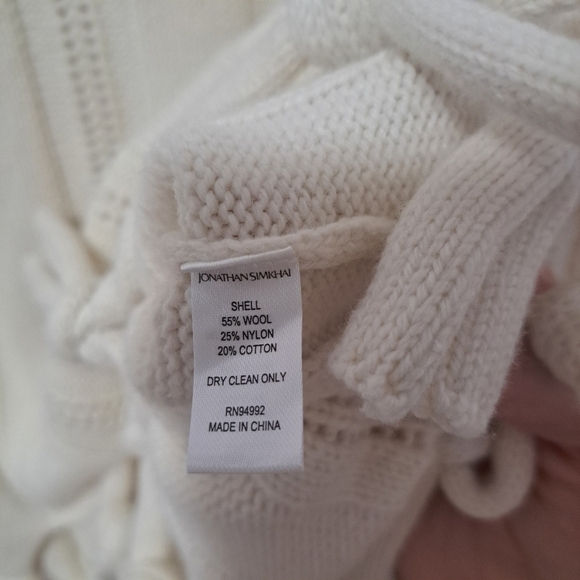 JONATHAN SIMKHAI
SHELL
55% WOOL
25% NYLON
20% COTTON
DRY CLEAN ONLY
RN94992
MADE IN CHINA